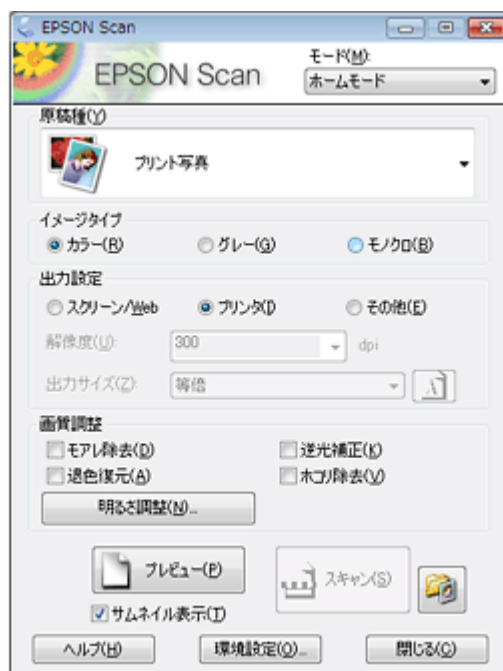 EPSON Scan
EPSON Scan
モード(M):
ホームモード
原稿種(Y)
プリント写真
イメージタイプ
カラー(R) グレー(G) モノクロ(B)
出力設定
スクリーン/Web プリンタ(I) その他(E)
解像度(U): 300 dpi
出力サイズ(Z): 等倍
画質調整
モアレ除去(D) 逆光補正(K)
退色復元(A) ホコリ除去(V)
明るさ調整(N)...
プレビュー(P) スキャン(S)
サムネイル表示(T)
ヘルプ(H) 環境設定(O)... 閉じる(C)